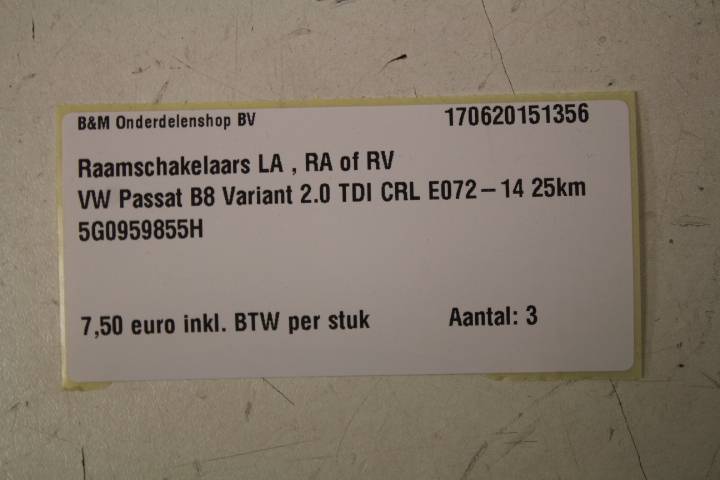 B&M Onderdelenshop BV 170620151356
Raamschakelaars LA , RA of RV
VW Passat B8 Variant 2.0 TDI CRL E072-14 25km
5G0959855H
7,50 euro inkl. BTW per stuk Aantal: 3